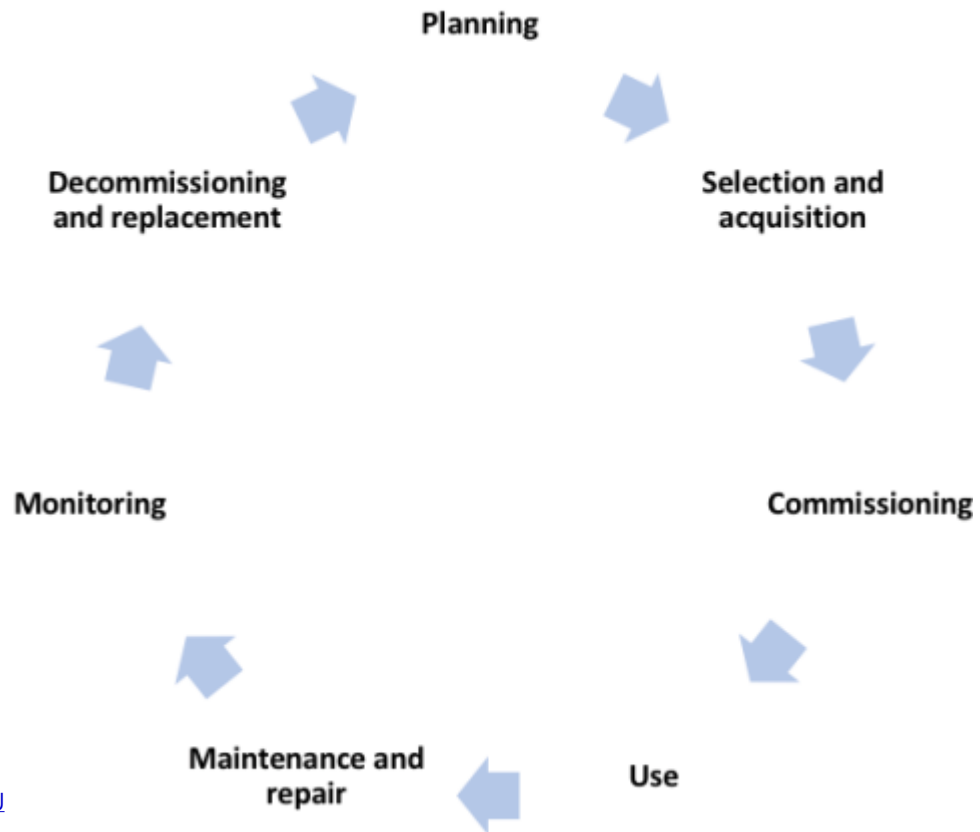 Planning
Selection and
acquisition
Commissioning
Use
Maintenance and
repair
Monitoring
Decommissioning
and replacement